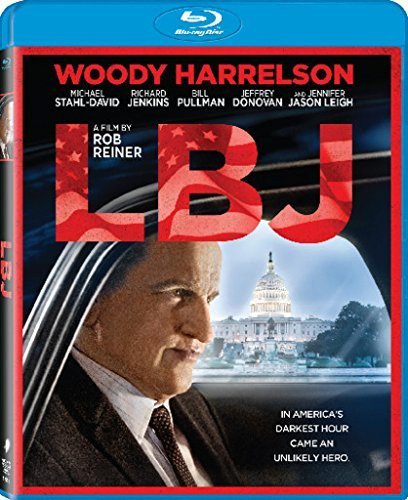 Blu-ray Disc
WOODY HARRELSON
MICHAEL STAHL-DAVID
RICHARD JENKINS
BILL PULLMAN
JEFFREY DONOVAN
AND JENNIFER JASON LEIGH
A FILM BY
ROB REINER
LBJ
IN AMERICA'S
DARKEST HOUR
CAME AN
UNLIKELY HERO.
LBJ